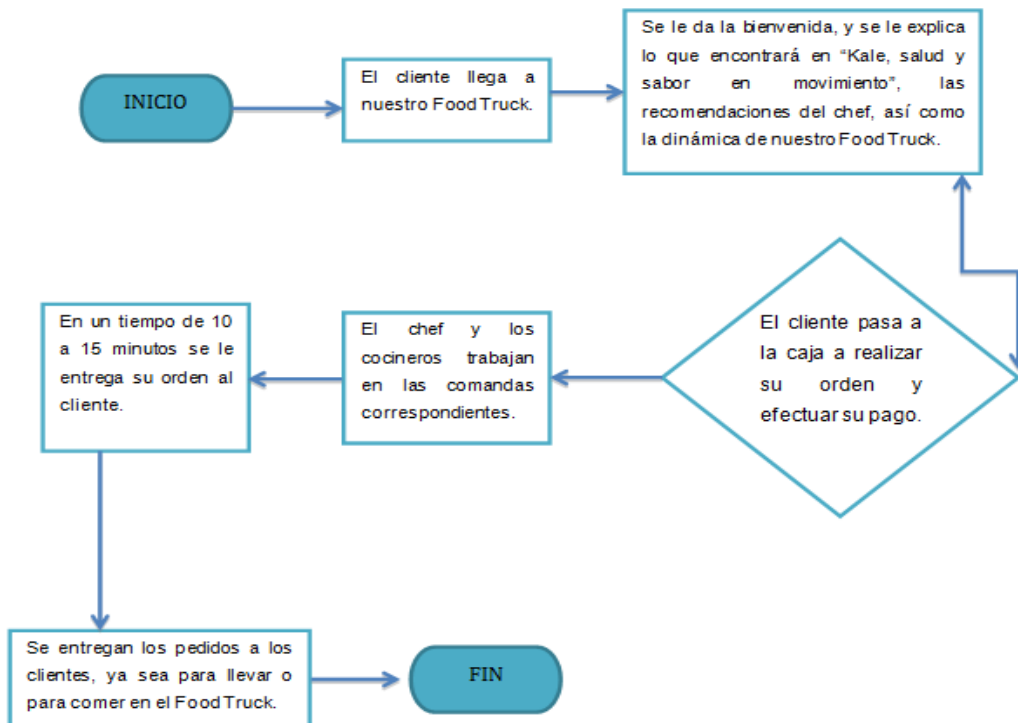 INICIO
El cliente llega a
nuestro Food Truck.
Se le da la bienvenida, y se le explica
lo que encontrará en “Kale, salud y
sabor en movimiento”, las
recomendaciones del chef, así como
la dinámica de nuestro Food Truck.
El cliente pasa a
la caja a realizar
su orden y
efectuar su pago.
El chef y los
cocineros trabajan
en las comandas
correspondientes.
En un tiempo de 10
a 15 minutos se le
entrega su orden al
cliente.
Se entregan los pedidos a los
clientes, ya sea para llevar o
para comer en el Food Truck.
FIN